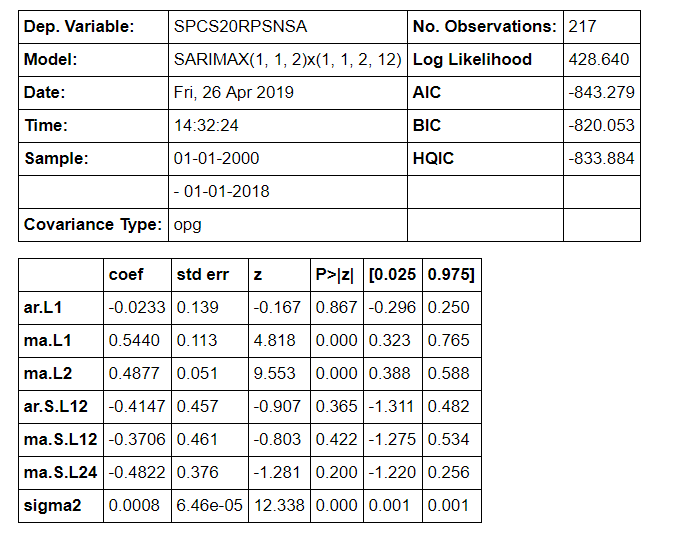 Dep. Variable: SPCS20RPSNSA No. Observations: 217
Model: SARIMAX(1, 1, 2)x(1, 1, 2, 12) Log Likelihood 428.640
Date: Fri, 26 Apr 2019 AIC -843.279
Time: 14:32:24 BIC -820.053
Sample: 01-01-2000 HQIC -833.884
- 01-01-2018
Covariance Type: opg
coef std err z P>|z| [0.025 0.975]
ar.L1 -0.0233 0.139 -0.167 0.867 -0.296 0.250
ma.L1 0.5440 0.113 4.818 0.000 0.323 0.765
ma.L2 0.4877 0.051 9.553 0.000 0.388 0.588
ar.S.L12 -0.4147 0.457 -0.907 0.365 -1.311 0.482
ma.S.L12 -0.3706 0.461 -0.803 0.422 -1.275 0.534
ma.S.L24 -0.4822 0.376 -1.281 0.200 -1.220 0.256
sigma2 0.0008 6.46e-05 12.338 0.000 0.001 0.001